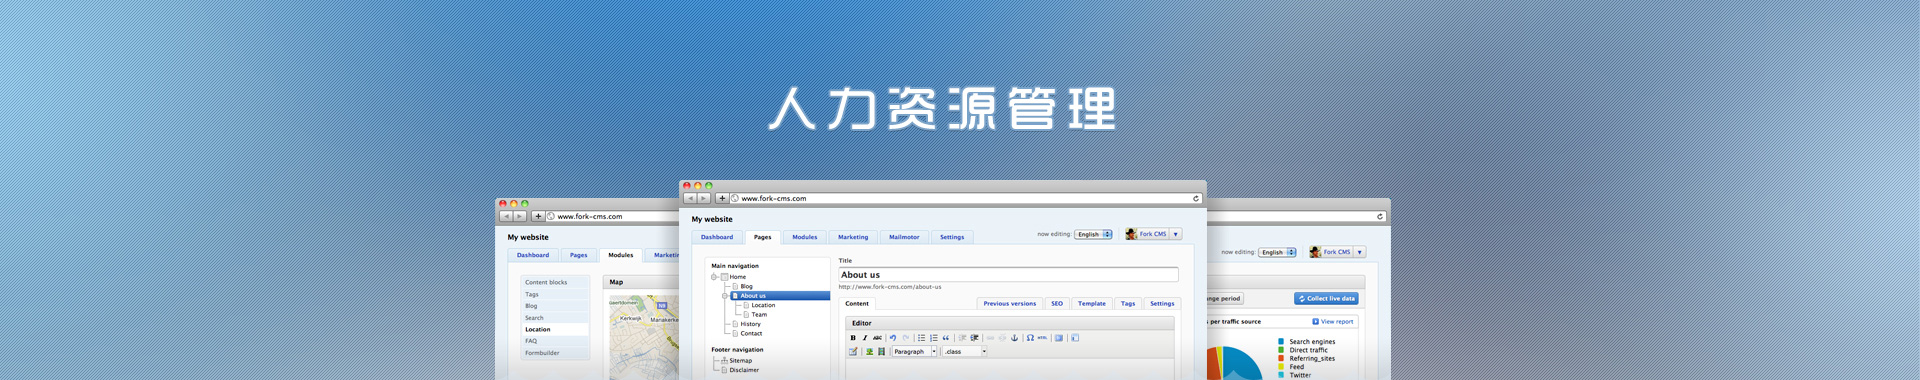 人力资源管理
www.fork-cms.com
My website
Dashboard Pages Modules Marketing Mailmotor Settings
now editing: English Fork CMS
Main navigation
Home
Blog
About us
Location
Team
History
Contact
Footer navigation
Sitemap
Disclaimer
Title
About us
http://www.fork-cms.com/about-us
Content Previous versions SEO Template Tags Settings
Editor
B I ABC HTML
Paragraph .class
www.fork-cms.com
My website
Dashboard Pages Modules Marketin
Content blocks
Tags
Blog
Search
Location
FAQ
Formbuilder
Map
N8
Kerkwijk
now editing: English Fork CMS
nge period Collect live data
s per traffic source View report
Search engines
Direct traffic
Referring_sites
Feed
Twitter